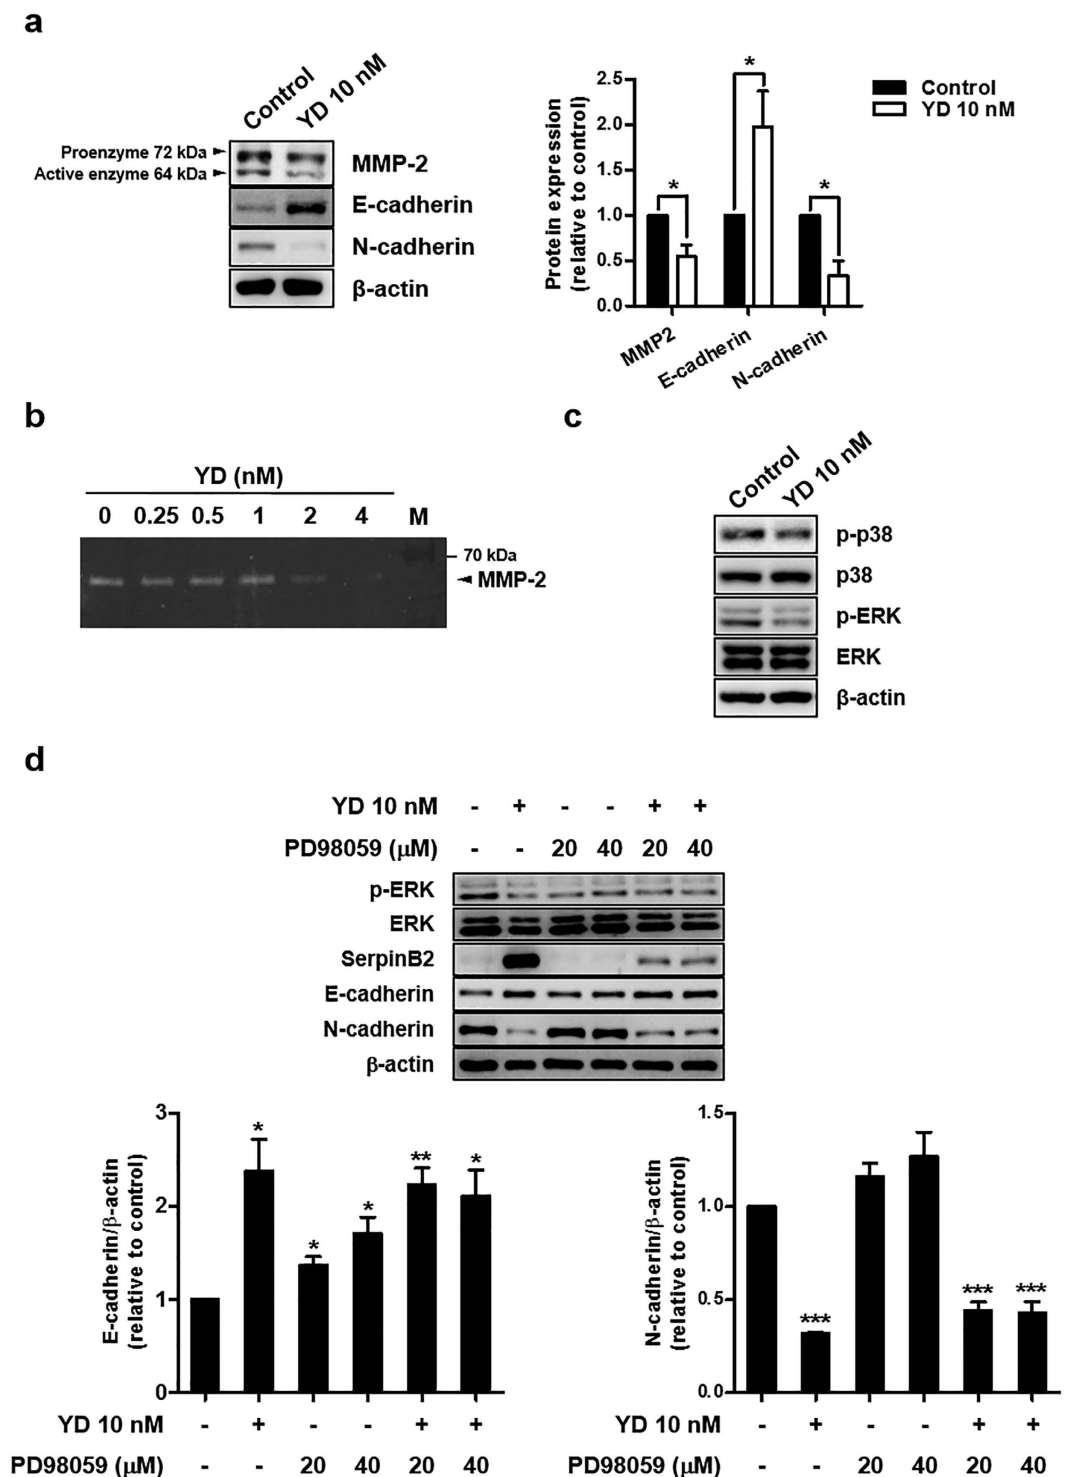 a
Control
YD 10 nM
Proenzyme 72 kDa
Active enzyme 64 kDa
MMP-2
E-cadherin
N-cadherin
β-actin
Protein expression
(relative to control)
2.5
2.0
1.5
1.0
0.5
0.0
*
*
*
MMP2
E-cadherin
N-cadherin
Control
YD 10 nM
b
YD (nM)
0 0.25 0.5 1 2 4 M
70 kDa
MMP-2
c
Control
YD 10 nM
p-p38
p38
p-ERK
ERK
β-actin
d
YD 10 nM - + - - + +
PD98059 (μM) - - 20 40 20 40
p-ERK
ERK
SerpinB2
E-cadherin
N-cadherin
β-actin
E-cadherin/β-actin
(relative to control)
3
2
1
0
* * * ** *
YD 10 nM - + - - + +
PD98059 (μM) - - 20 40 20 40
N-cadherin/β-actin
(relative to control)
1.5
1.0
0.5
0.0
*** *** ***
YD 10 nM - + - - + +
PD98059 (μM) - - 20 40 20 40